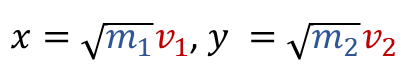 x = √m₁v₁, y = √m₂v₂